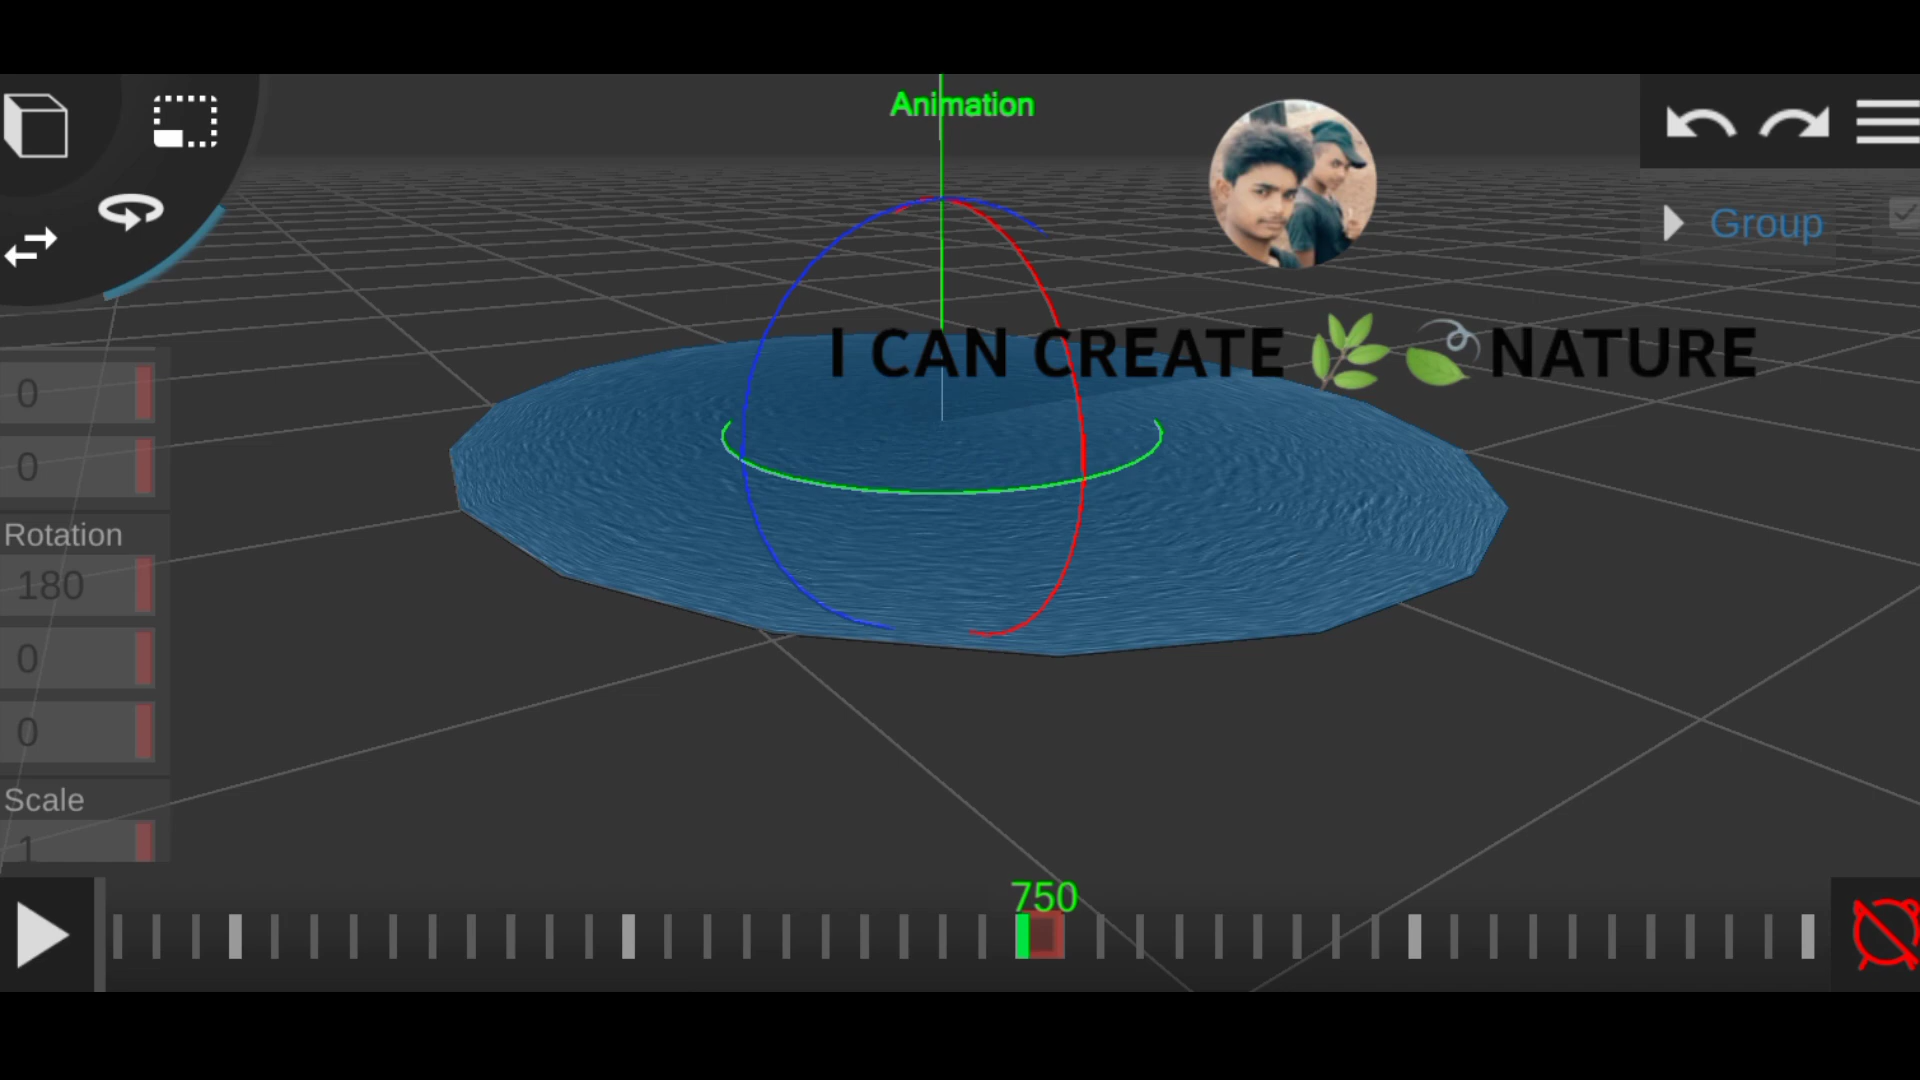 Animation
Group
I CAN CREATE 🌿🍃 NATURE
0
0
Rotation
180
0
0
Scale
1
750